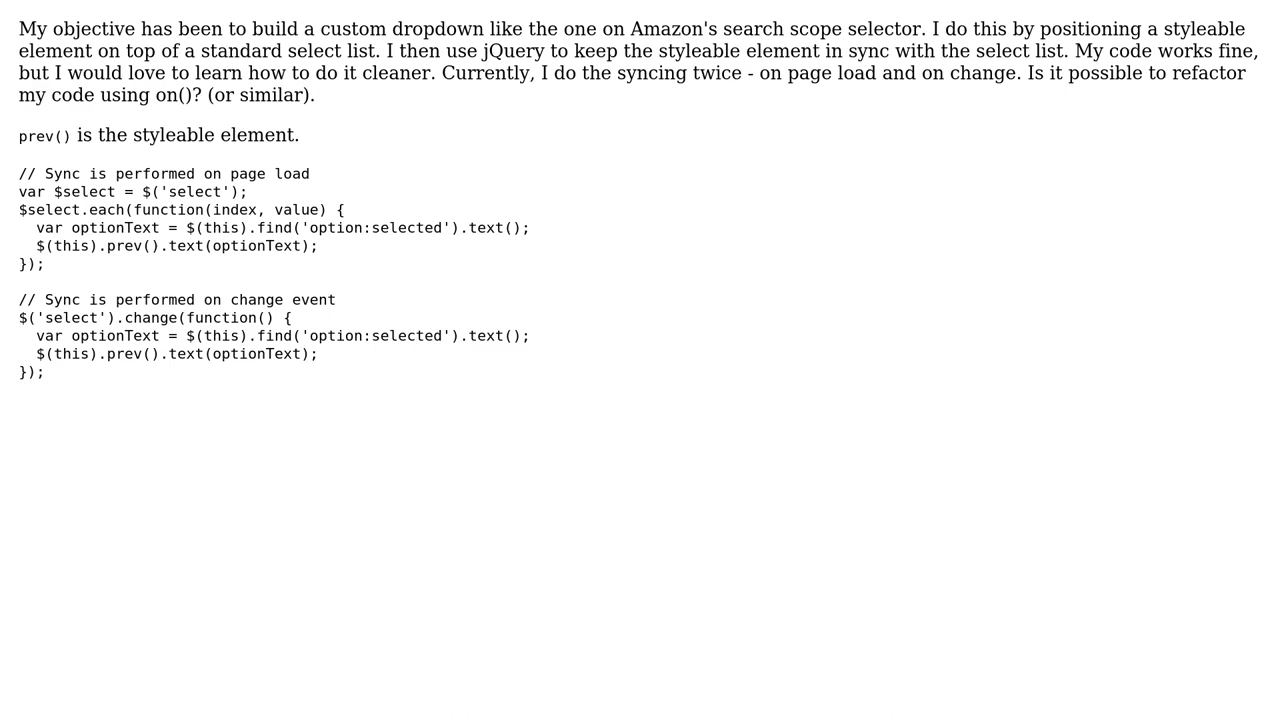 My objective has been to build a custom dropdown like the one on Amazon's search scope selector. I do this by positioning a styleable
element on top of a standard select list. I then use jQuery to keep the styleable element in sync with the select list. My code works fine,
but I would love to learn how to do it cleaner. Currently, I do the syncing twice - on page load and on change. Is it possible to refactor
my code using on()? (or similar).
prev() is the styleable element.
// Sync is performed on page load
var $select = $('select');
$select.each(function(index, value) {
  var optionText = $(this).find('option:selected').text();
  $(this).prev().text(optionText);
});
// Sync is performed on change event
$('select').change(function() {
  var optionText = $(this).find('option:selected').text();
  $(this).prev().text(optionText);
});